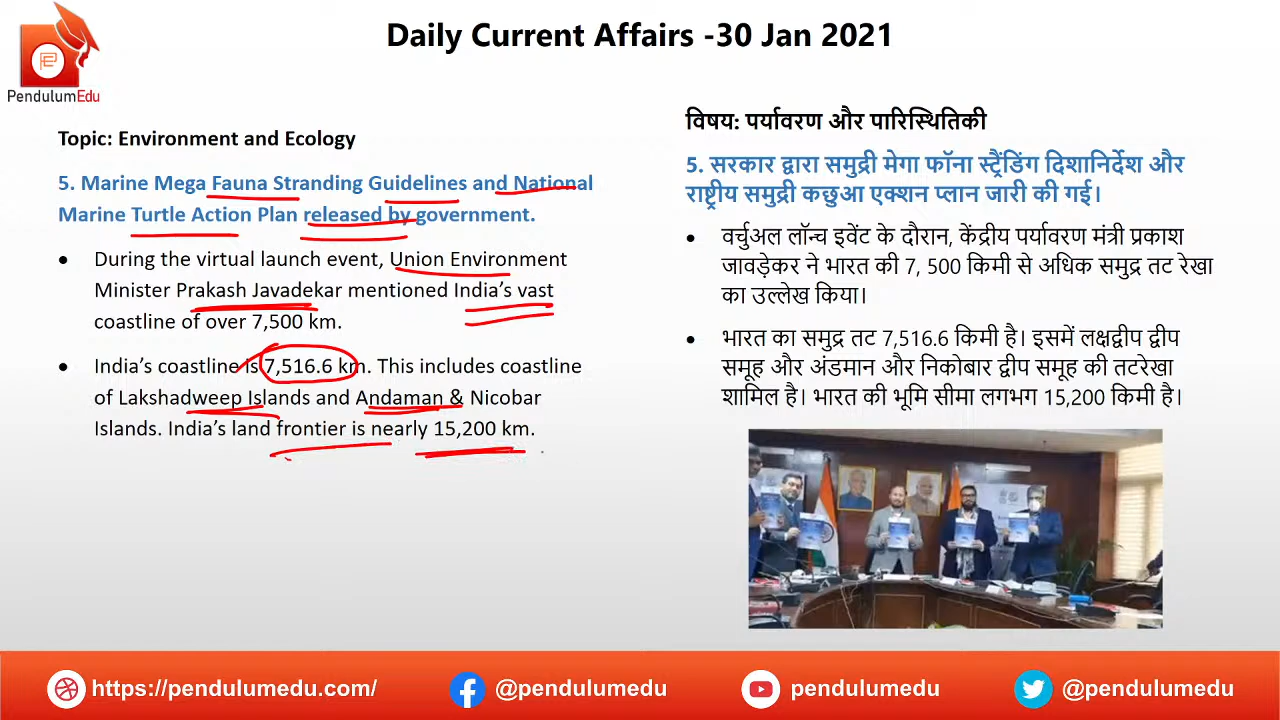 Daily Current Affairs -30 Jan 2021
PendulumEdu
Topic: Environment and Ecology
5. Marine Mega Fauna Stranding Guidelines and National
Marine Turtle Action Plan released by government.
During the virtual launch event, Union Environment
Minister Prakash Javadekar mentioned India's vast
coastline of over 7,500 km.
India's coastline is 7,516.6 km. This includes coastline
of Lakshadweep Islands and Andaman & Nicobar
Islands. India's land frontier is nearly 15,200 km.
विषय: पर्यावरण और पारिस्थितिकी
5. सरकार द्वारा समुद्री मेगा फॉना स्ट्रैंडिंग दिशानिर्देश और
राष्ट्रीय समुद्री कछुआ एक्शन प्लान जारी की गई।
वर्चुअल लॉन्च इवेंट के दौरान, केंद्रीय पर्यावरण मंत्री प्रकाश
जावड़ेकर ने भारत की 7, 500 किमी से अधिक समुद्र तट रेखा
का उल्लेख किया।
भारत का समुद्र तट 7,516.6 किमी है। इसमें लक्षद्वीप द्वीप
समूह और अंडमान और निकोबार द्वीप समूह की तटरेखा
शामिल है। भारत की भूमि सीमा लगभग 15,200 किमी है।
https://pendulumedu.com/
@pendulumedu
pendulumedu
@pendulumedu